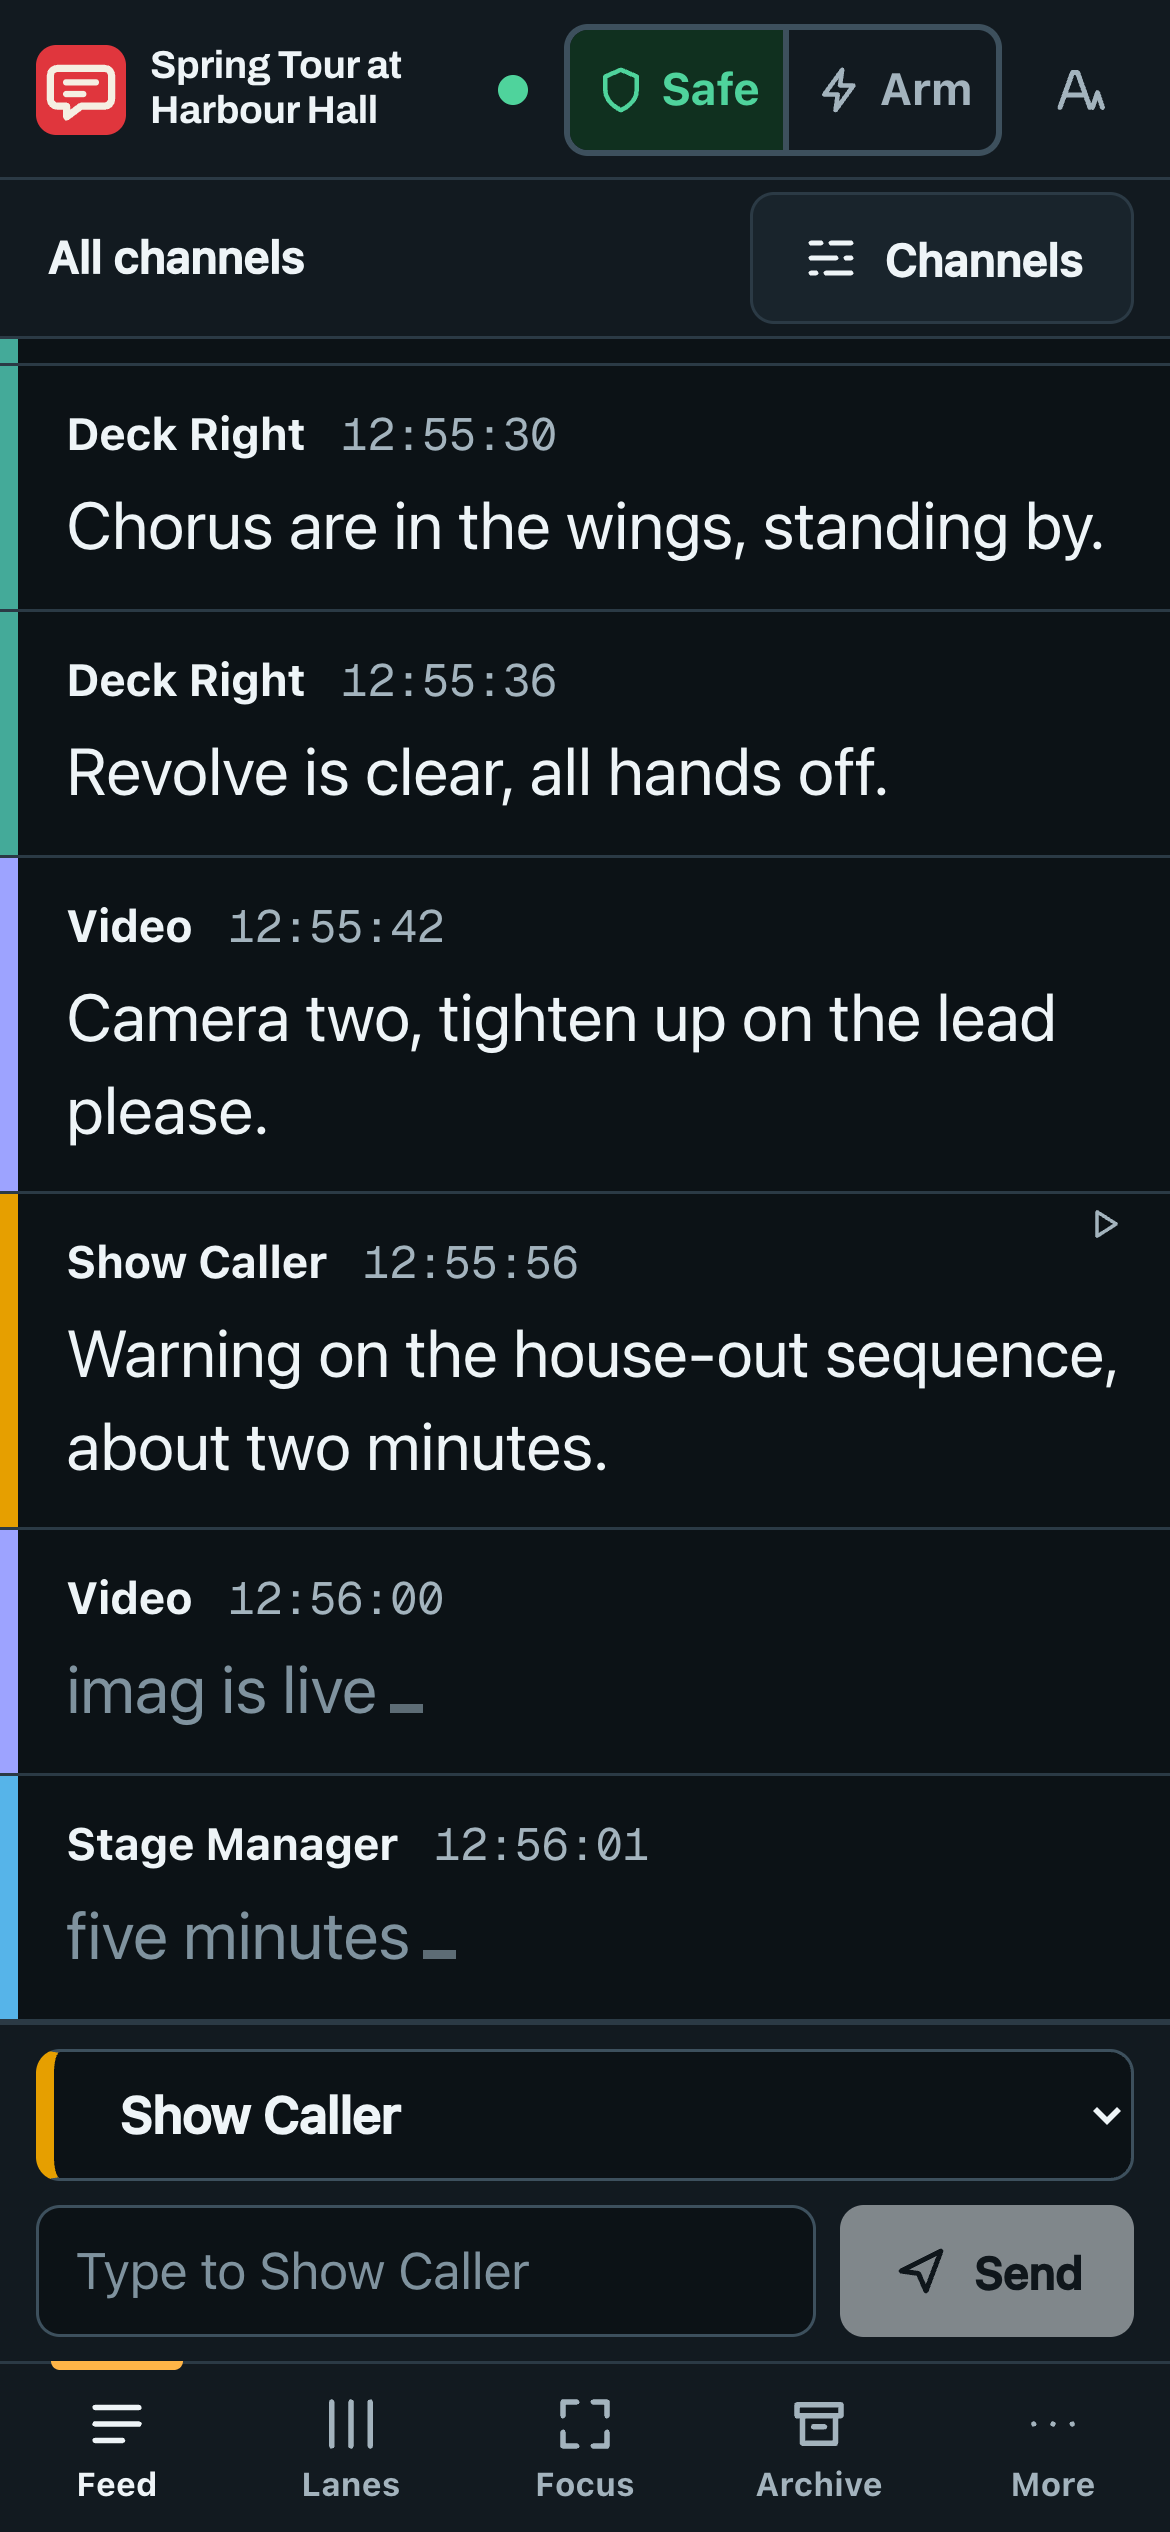 Spring Tour at
Harbour Hall
Safe
Arm
All channels
Channels
Deck Right 12:55:30
Chorus are in the wings, standing by.
Deck Right 12:55:36
Revolve is clear, all hands off.
Video 12:55:42
Camera two, tighten up on the lead
please.
Show Caller 12:55:56
Warning on the house-out sequence,
about two minutes.
Video 12:56:00
imag is live
Stage Manager 12:56:01
five minutes
Show Caller
Type to Show Caller
Send
Feed
Lanes
Focus
Archive
More